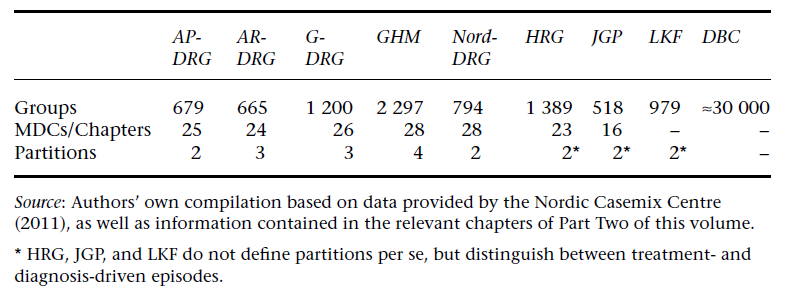 AP- AR- G- GHM Nord- HRG JGP LKF DBC
DRG DRG DRG DRG
Groups 679 665 1 200 2 297 794 1 389 518 979 ≈30 000
MDCs/Chapters 25 24 26 28 28 23 16 – –
Partitions 2 3 3 4 2 2* 2* 2* –
Source: Authors’ own compilation based on data provided by the Nordic Casemix Centre
(2011), as well as information contained in the relevant chapters of Part Two of this volume.
* HRG, JGP, and LKF do not define partitions per se, but distinguish between treatment- and
diagnosis-driven episodes.